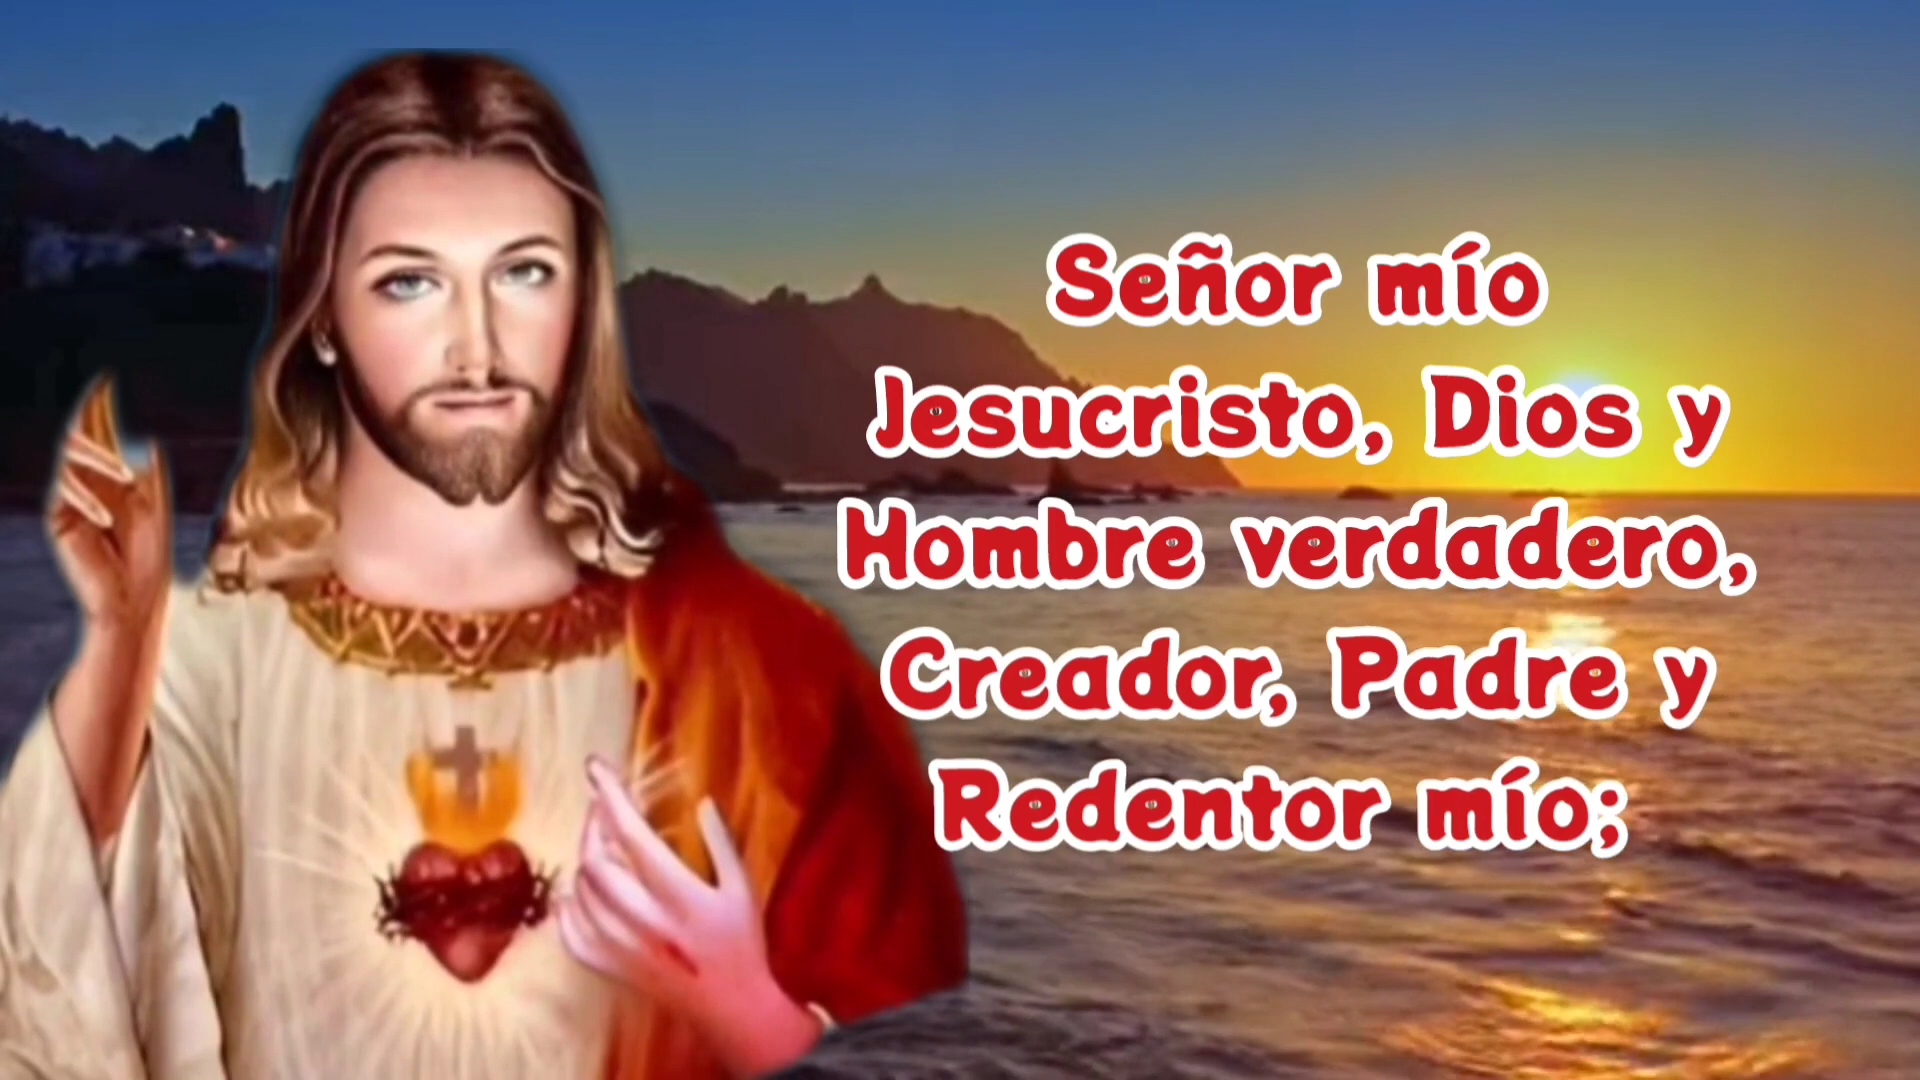 Señor mío
Jesucristo, Dios y
Hombre verdadero,
Creador, Padre y
Redentor mío;